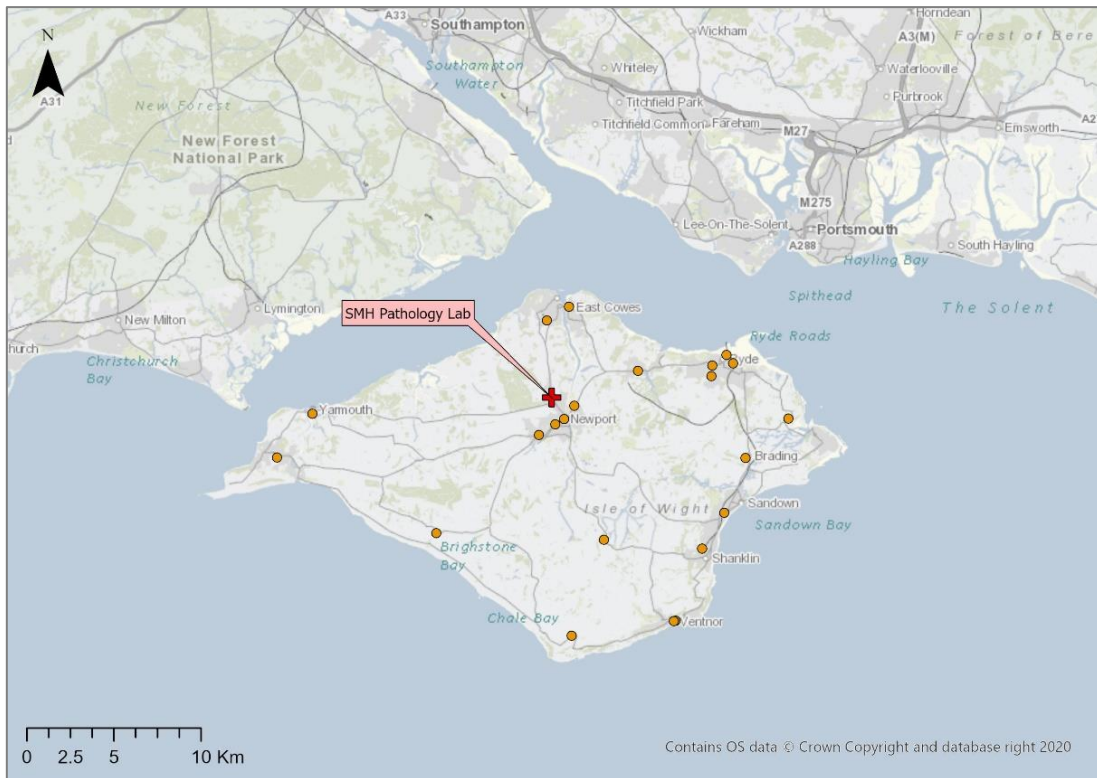 N
A33
Southampton
Wickham
Horndean
A3(M)
Forest of Bere
A31
New Forest
Southampton
Water
Whiteley
Waterlooville
Purbrook
Titchfield Park
New Forest
National Park
Titchfield Common
Fareham
M27
Emsworth
M275
Lee-On-The-Solent
Portsmouth
A288
South Hayling
Hayling Bay
Lymington
SMH Pathology Lab
East Cowes
Spithead
The Solent
New Milton
Ryde Roads
Christchurch
Bay
Ryde
Yarmouth
Newport
Brading
Isle of Wight
Sandown
Sandown Bay
Brighstone
Bay
Shanklin
Chale Bay
Ventnor
0 2.5 5 10 Km
Contains OS data © Crown Copyright and database right 2020